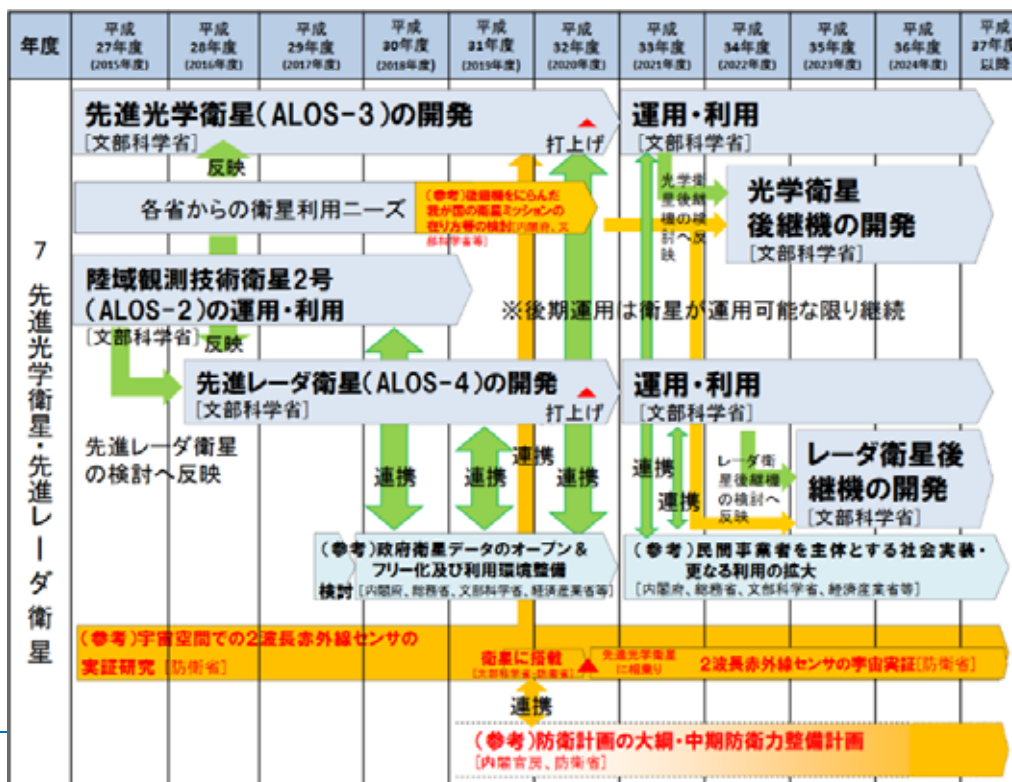 年度
平成
27年度
(2015年度)
平成
28年度
(2016年度)
平成
29年度
(2017年度)
平成
30年度
(2018年度)
平成
31年度
(2019年度)
平成
32年度
(2020年度)
平成
33年度
(2021年度)
平成
34年度
(2022年度)
平成
35年度
(2023年度)
平成
36年度
(2024年度)
平成
37年度
以降
7 先進光学衛星・先進レーダ衛星
先進光学衛星(ALOS-3)の開発
[文部科学省]
打上げ
運用・利用
[文部科学省]
反映
各省からの衛星利用ニーズ
(参考)後継機をにらんだ
我が国の衛星ミッションの
在り方等の検討[内閣府、文
部科学省等]
光学衛
星後継
機の検
討へ反
映
光学衛星
後継機の開発
[文部科学省]
陸域観測技術衛星2号
(ALOS-2)の運用・利用
[文部科学省]
※後期運用は衛星が運用可能な限り継続
反映
先進レーダ衛星(ALOS-4)の開発
[文部科学省]
打上げ
運用・利用
[文部科学省]
先進レーダ衛星
の検討へ反映
連携
連携
連携
連携
連携
連携
レーダ衛
星後継機
の検討へ
反映
レーダ衛星後
継機の開発
[文部科学省]
(参考)政府衛星データのオープン&
フリー化及び利用環境整備
検討
[内閣府、総務省、文部科学省、経済産業省等]
(参考)民間事業者を主体とする社会実装・
更なる利用の拡大
[内閣府、総務省、文部科学省、経済産業省等]
(参考)宇宙空間での2波長赤外線センサの
実証研究[防衛省]
衛星に搭載
[文部科学省、防衛省]
先進光学衛星
に相乗り
2波長赤外線センサの宇宙実証[防衛省]
連携
(参考)防衛計画の大綱・中期防衛力整備計画
[内閣官房、防衛省]